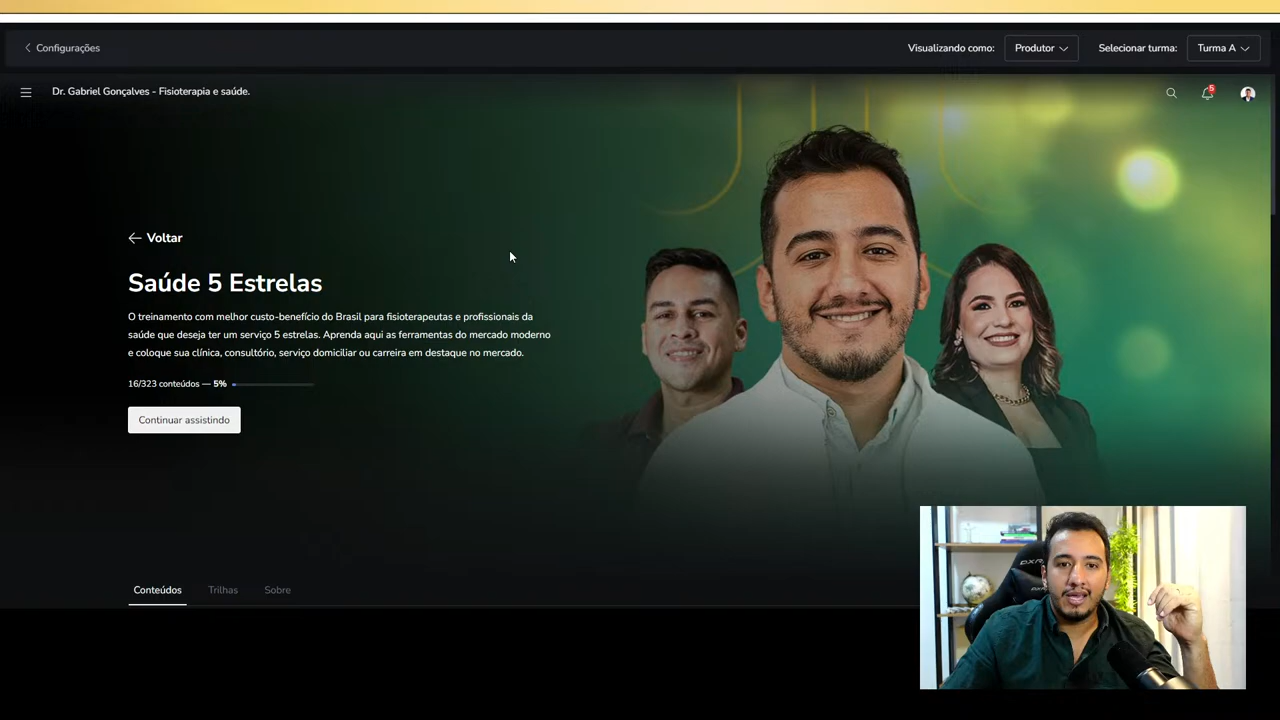 Configurações
Visualizando como: Produtor Selecionar turma: Turma A
Dr. Gabriel Gonçalves - Fisioterapia e saúde.
5
Voltar
Saúde 5 Estrelas
O treinamento com melhor custo-benefício do Brasil para fisioterapeutas e profissionais da
saúde que deseja ter um serviço 5 estrelas. Aprenda aqui as ferramentas do mercado moderno
e coloque sua clínica, consultório, serviço domiciliar ou carreira em destaque no mercado.
16/323 conteúdos — 5%
Continuar assistindo
Conteúdos Trilhas Sobre